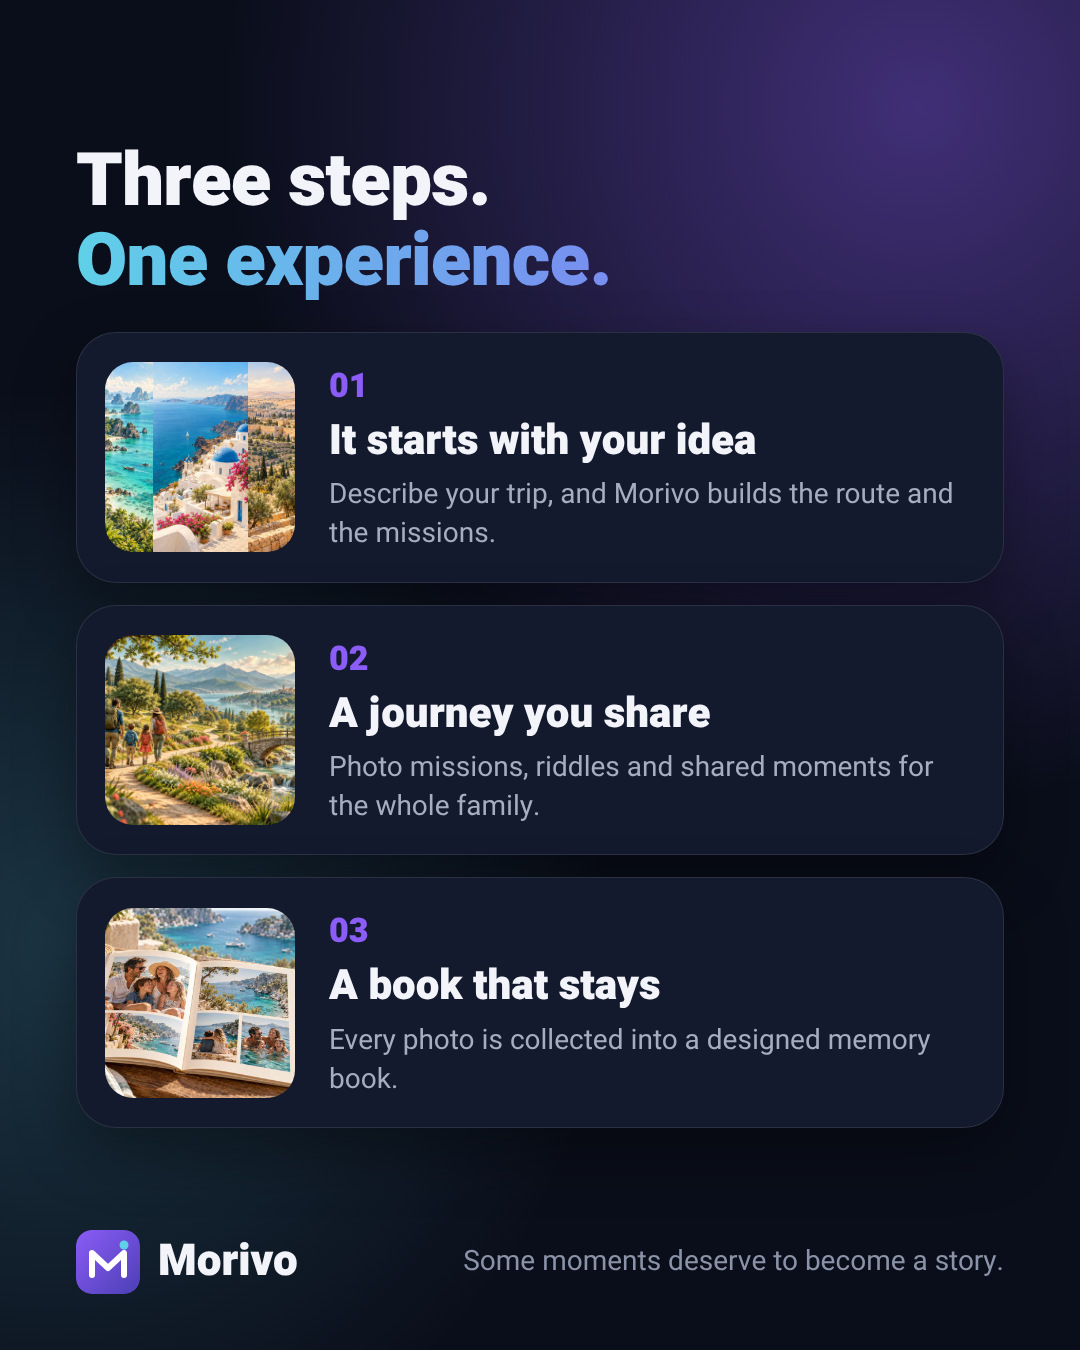 Three steps.
One experience.
01
It starts with your idea
Describe your trip, and Morivo builds the route and
the missions.
02
A journey you share
Photo missions, riddles and shared moments for
the whole family.
03
A book that stays
Every photo is collected into a designed memory
book.
Morivo
Some moments deserve to become a story.